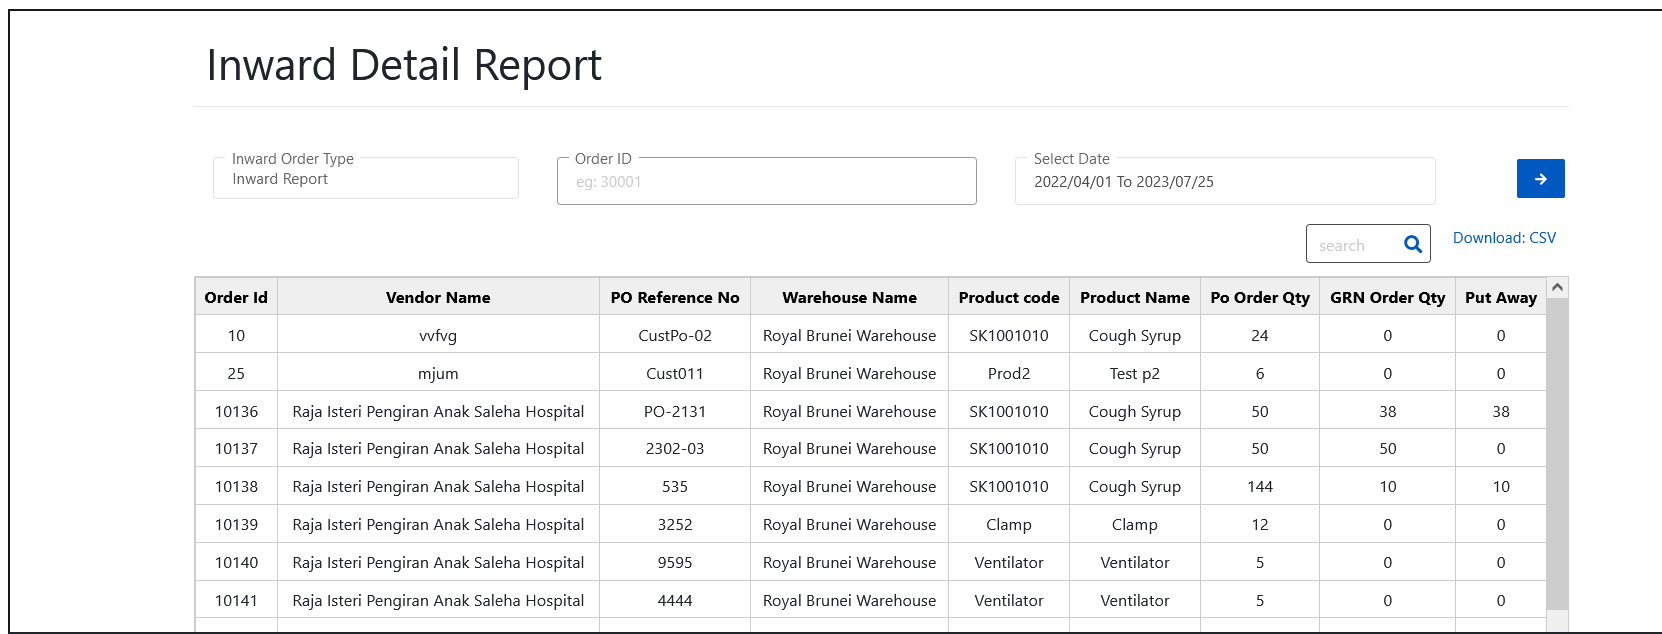 Inward Detail Report
Inward Order Type Order ID Select Date
Inward Report eg: 30001 2022/04/01 To 2023/07/25
search Download: CSV
Order Id Vendor Name PO Reference No Warehouse Name Product code Product Name Po Order Qty GRN Order Qty Put Away
10 vvfvg CustPo-02 Royal Brunei Warehouse SK1001010 Cough Syrup 24 0 0
25 mjum Cust011 Royal Brunei Warehouse Prod2 Test p2 6 0 0
10136 Raja Isteri Pengiran Anak Saleha Hospital PO-2131 Royal Brunei Warehouse SK1001010 Cough Syrup 50 38 38
10137 Raja Isteri Pengiran Anak Saleha Hospital 2302-03 Royal Brunei Warehouse SK1001010 Cough Syrup 50 50 0
10138 Raja Isteri Pengiran Anak Saleha Hospital 535 Royal Brunei Warehouse SK1001010 Cough Syrup 144 10 10
10139 Raja Isteri Pengiran Anak Saleha Hospital 3252 Royal Brunei Warehouse Clamp Clamp 12 0 0
10140 Raja Isteri Pengiran Anak Saleha Hospital 9595 Royal Brunei Warehouse Ventilator Ventilator 5 0 0
10141 Raja Isteri Pengiran Anak Saleha Hospital 4444 Royal Brunei Warehouse Ventilator Ventilator 5 0 0